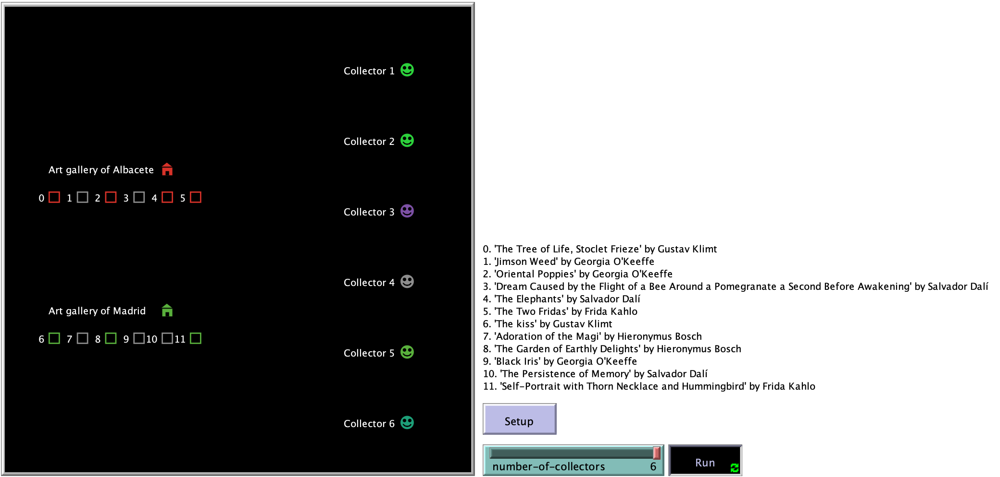 Collector 1
Collector 2
Art gallery of Albacete
0 1 2 3 4 5
Collector 3
Collector 4
Art gallery of Madrid
6 7 8 9 10 11
Collector 5
Collector 6
0. 'The Tree of Life, Stoclet Frieze' by Gustav Klimt
1. 'Jimson Weed' by Georgia O'Keeffe
2. 'Oriental Poppies' by Georgia O'Keeffe
3. 'Dream Caused by the Flight of a Bee Around a Pomegranate a Second Before Awakening' by Salvador Dalí
4. 'The Elephants' by Salvador Dalí
5. 'The Two Fridas' by Frida Kahlo
6. 'The kiss' by Gustav Klimt
7. 'Adoration of the Magi' by Hieronymus Bosch
8. 'The Garden of Earthly Delights' by Hieronymus Bosch
9. 'Black Iris' by Georgia O'Keeffe
10. 'The Persistence of Memory' by Salvador Dalí
11. 'Self-Portrait with Thorn Necklace and Hummingbird' by Frida Kahlo
Setup
number-of-collectors 6
Run